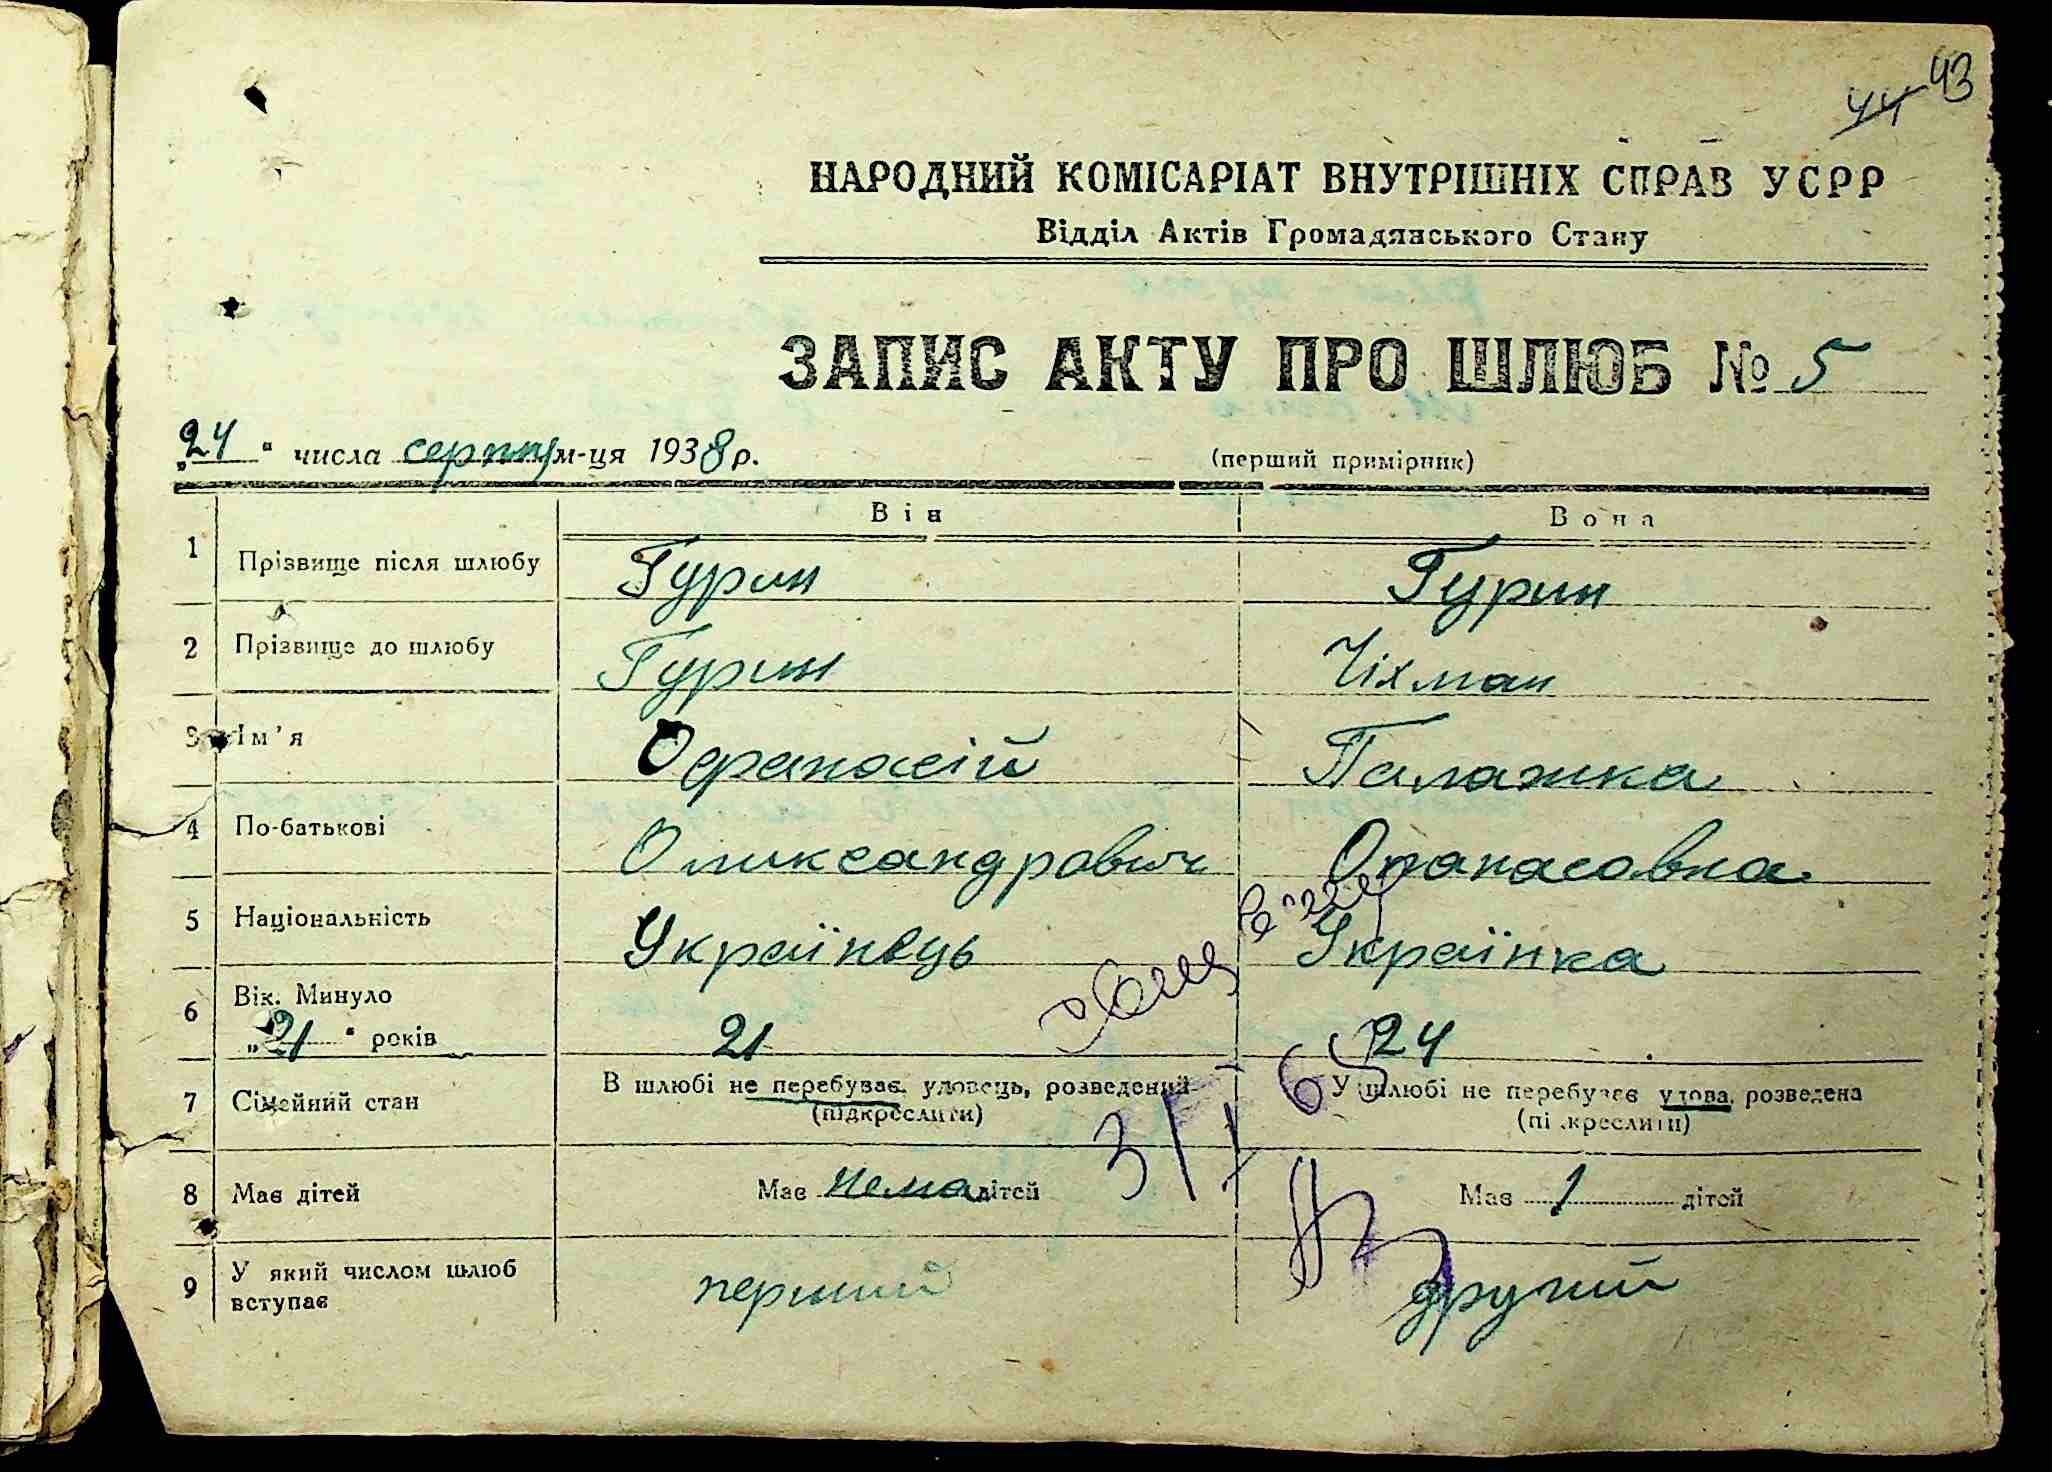 44 43
НАРОДНИЙ КОМІСАРІАТ ВНУТРІШНІХ СПРАВ УСРР
Відділ Актів Громадянського Стану
ЗАПИС АКТУ ПРО ШЛЮБ № 5
„24“ числа серпня м-ця 1938 р.
(перший примірник)
Він Вона
1 Прізвище після шлюбу Гурин Гурин
2 Прізвище до шлюбу Гурин Чіхман
3 Ім'я Офанасій Палажка
4 По-батькові Оликсандрович Опанасовна
5 Національність Українець Українка
6 Вік. Минуло
„21“ років 21 24
7 Сімейний стан В шлюбі не перебуває, удовець, розведений У шлюбі не перебуває удова, розведена
(підкреслити) (підкреслити)
8 Має дітей Має нема дітей Має 1 дітей
9 У який числом шлюб
вступає перший другий
3/I 65